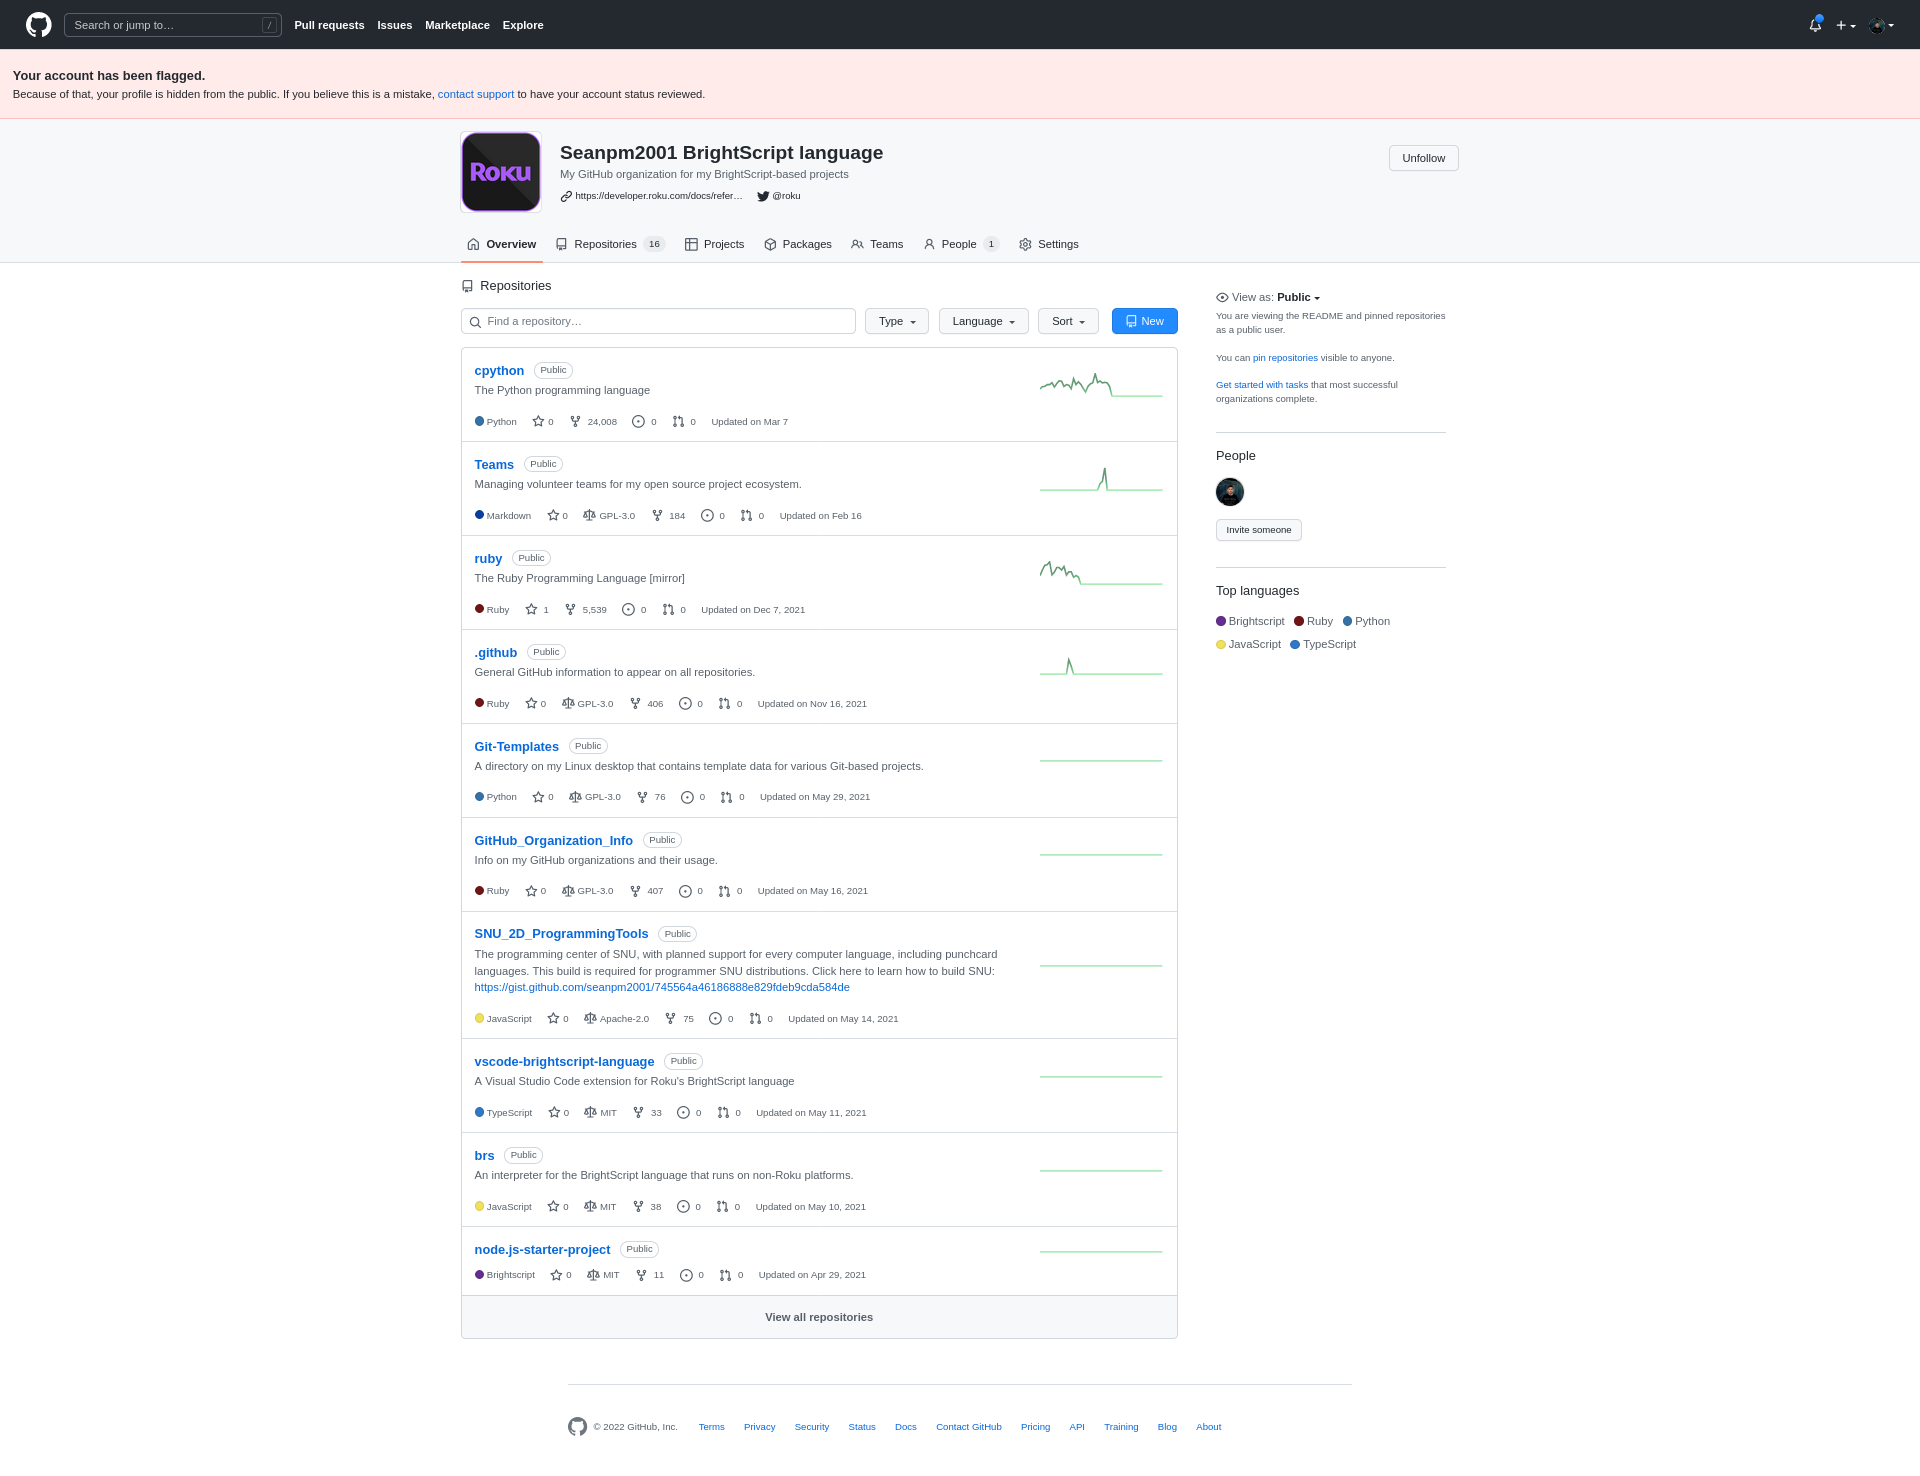 Search or jump to… /
Pull requests Issues Marketplace Explore
Your account has been flagged.
Because of that, your profile is hidden from the public. If you believe this is a mistake, contact support to have your account status reviewed.
Roku
Seanpm2001 BrightScript language
My GitHub organization for my BrightScript-based projects
https://developer.roku.com/docs/refer… @roku
Unfollow
Overview Repositories 16 Projects Packages Teams People 1 Settings
Repositories
Find a repository… Type Language Sort New
cpython Public
The Python programming language
Python 0 24,008 0 0 Updated on Mar 7
Teams Public
Managing volunteer teams for my open source project ecosystem.
Markdown 0 GPL-3.0 184 0 0 Updated on Feb 16
ruby Public
The Ruby Programming Language [mirror]
Ruby 1 5,539 0 0 Updated on Dec 7, 2021
.github Public
General GitHub information to appear on all repositories.
Ruby 0 GPL-3.0 406 0 0 Updated on Nov 16, 2021
Git-Templates Public
A directory on my Linux desktop that contains template data for various Git-based projects.
Python 0 GPL-3.0 76 0 0 Updated on May 29, 2021
GitHub_Organization_Info Public
Info on my GitHub organizations and their usage.
Ruby 0 GPL-3.0 407 0 0 Updated on May 16, 2021
SNU_2D_ProgrammingTools Public
The programming center of SNU, with planned support for every computer language, including punchcard
languages. This build is required for programmer SNU distributions. Click here to learn how to build SNU:
https://gist.github.com/seanpm2001/745564a46186888e829fdeb9cda584de
JavaScript 0 Apache-2.0 75 0 0 Updated on May 14, 2021
vscode-brightscript-language Public
A Visual Studio Code extension for Roku's BrightScript language
TypeScript 0 MIT 33 0 0 Updated on May 11, 2021
brs Public
An interpreter for the BrightScript language that runs on non-Roku platforms.
JavaScript 0 MIT 38 0 0 Updated on May 10, 2021
node.js-starter-project Public
Brightscript 0 MIT 11 0 0 Updated on Apr 29, 2021
View all repositories
View as: Public
You are viewing the README and pinned repositories
as a public user.
You can pin repositories visible to anyone.
Get started with tasks that most successful
organizations complete.
People
Invite someone
Top languages
Brightscript Ruby Python
JavaScript TypeScript
© 2022 GitHub, Inc. Terms Privacy Security Status Docs Contact GitHub Pricing API Training Blog About